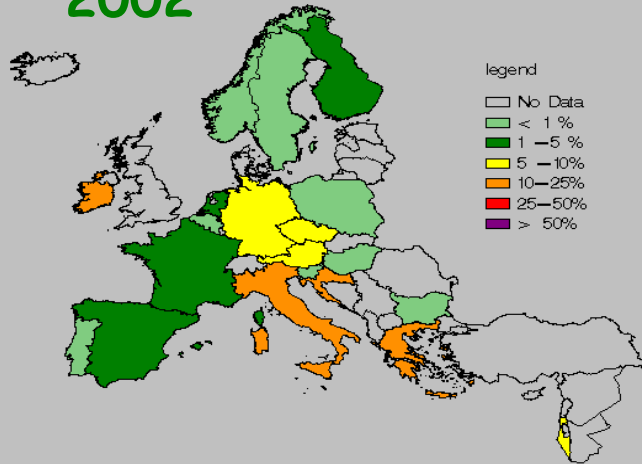 2002
legend
No Data
< 1 %
1 –5 %
5 –10%
10–25%
25–50%
> 50%